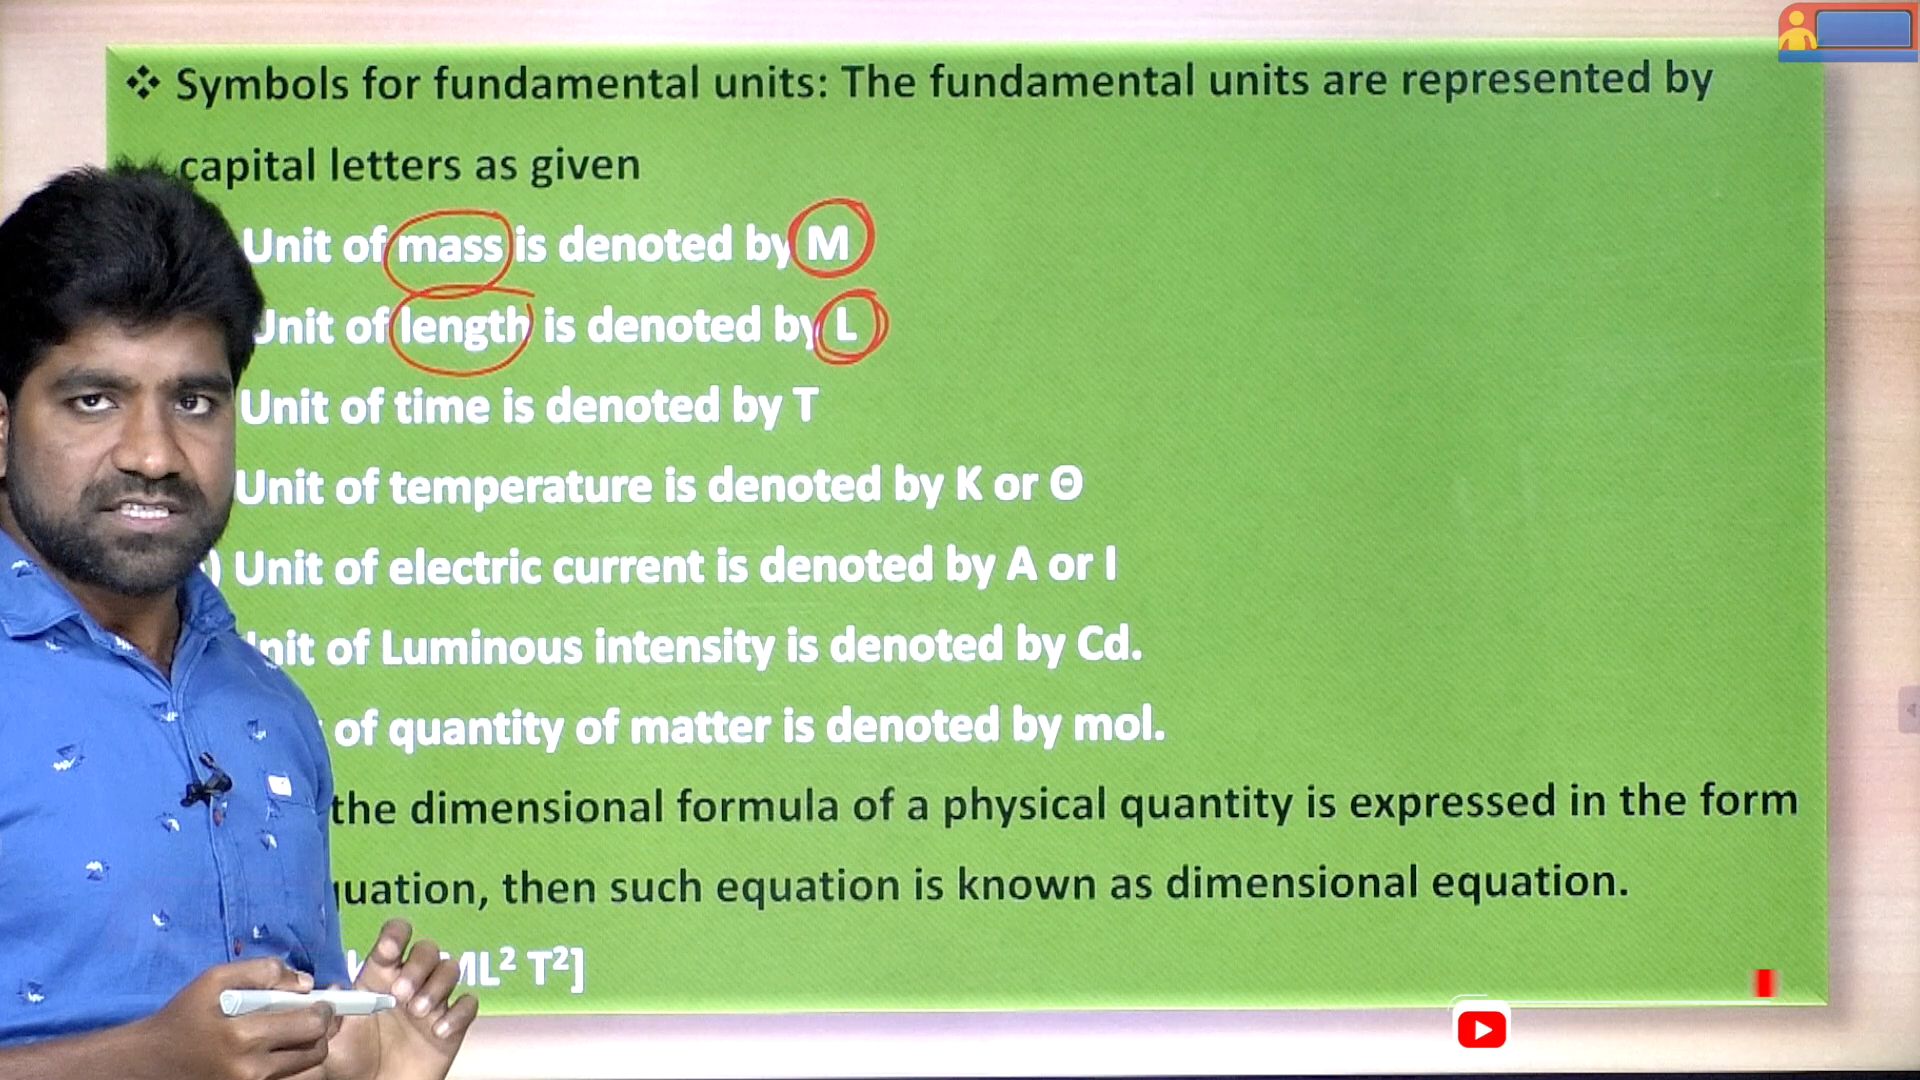 ❖ Symbols for fundamental units: The fundamental units are represented by
capital letters as given
Unit of mass is denoted by M
Unit of length is denoted by L
Unit of time is denoted by T
Unit of temperature is denoted by K or Θ
) Unit of electric current is denoted by A or I
of Luminous intensity is denoted by Cd.
of quantity of matter is denoted by mol.
the dimensional formula of a physical quantity is expressed in the form
then such equation is known as dimensional equation.
ML² T²]